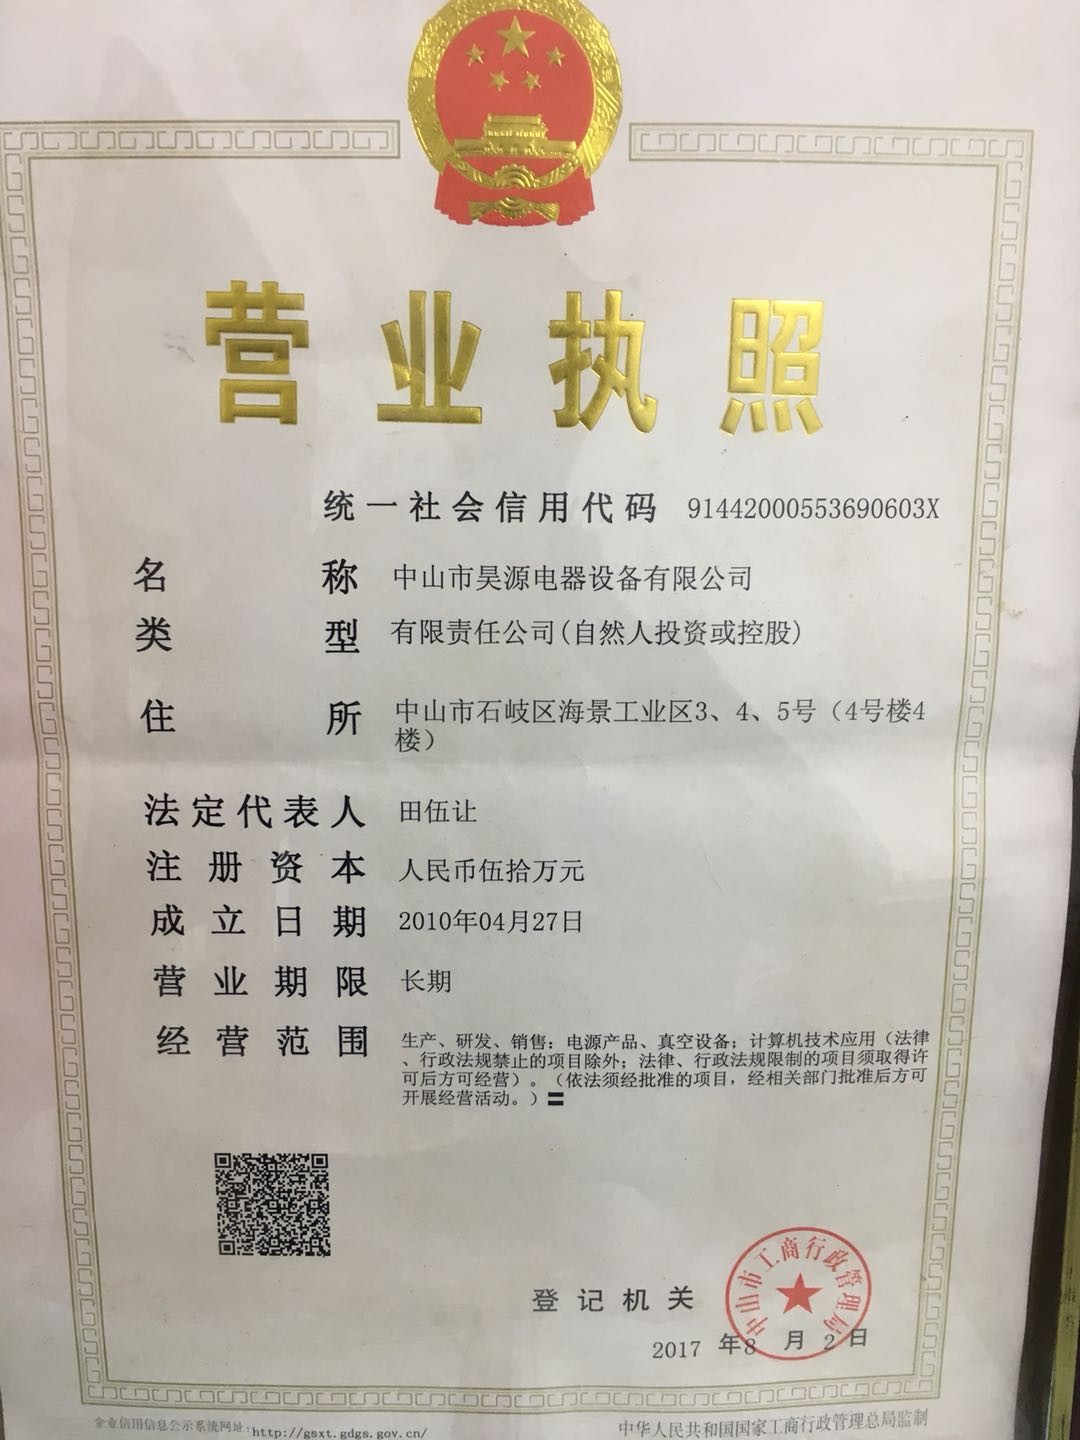 营业执照
统一社会信用代码 91442000553690603X
名称 中山市昊源电器设备有限公司
类型 有限责任公司(自然人投资或控股)
住所 中山市石岐区海景工业区3、4、5号（4号楼4
楼）
法定代表人 田伍让
注册资本 人民币伍拾万元
成立日期 2010年04月27日
营业期限 长期
经营范围 生产、研发、销售：电源产品、真空设备；计算机技术应用（法律
、行政法规禁止的项目除外；法律、行政法规限制的项目须取得许
可后方可经营）。（依法须经批准的项目，经相关部门批准后方可
开展经营活动。）〓
登记机关
中山市工商行政管理局
2017 年8 月 2 日
企业信用信息公示系统网址:http://gsxt.gdgs.gov.cn/
中华人民共和国国家工商行政管理总局监制